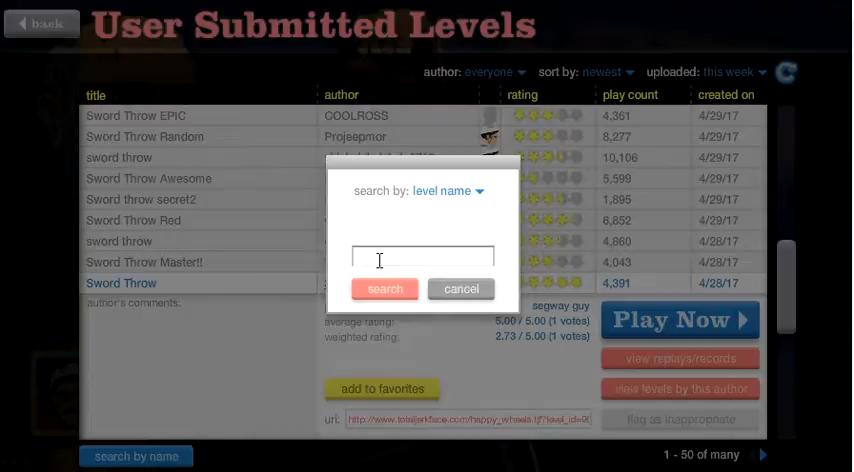 back
User Submitted Levels
author: everyone sort by: newest uploaded: this week
title author rating play count created on
Sword Throw EPIC COOLROSS 4,361 4/29/17
Sword Throw Random Projeepmor 8,277 4/29/17
sword throw 10,106 4/29/17
Sword Throw Awesome 5,599 4/29/17
Sword throw secret2 1,895 4/29/17
Sword Throw Red 6,852 4/29/17
sword throw 4,860 4/28/17
Sword Throw Master!! 4,043 4/28/17
Sword Throw 4,391 4/28/17
search by: level name
search cancel
author's comments:
segway guy
average rating: 5.00 / 5.00 (1 votes)
weighted rating: 2.73 / 5.00 (1 votes)
Play Now
view replays/records
add to favorites
view levels by this author
url: http://www.totaljerkface.com/happy_wheels.tjf?level_id=9
flag as inappropriate
search by name
1 - 50 of many